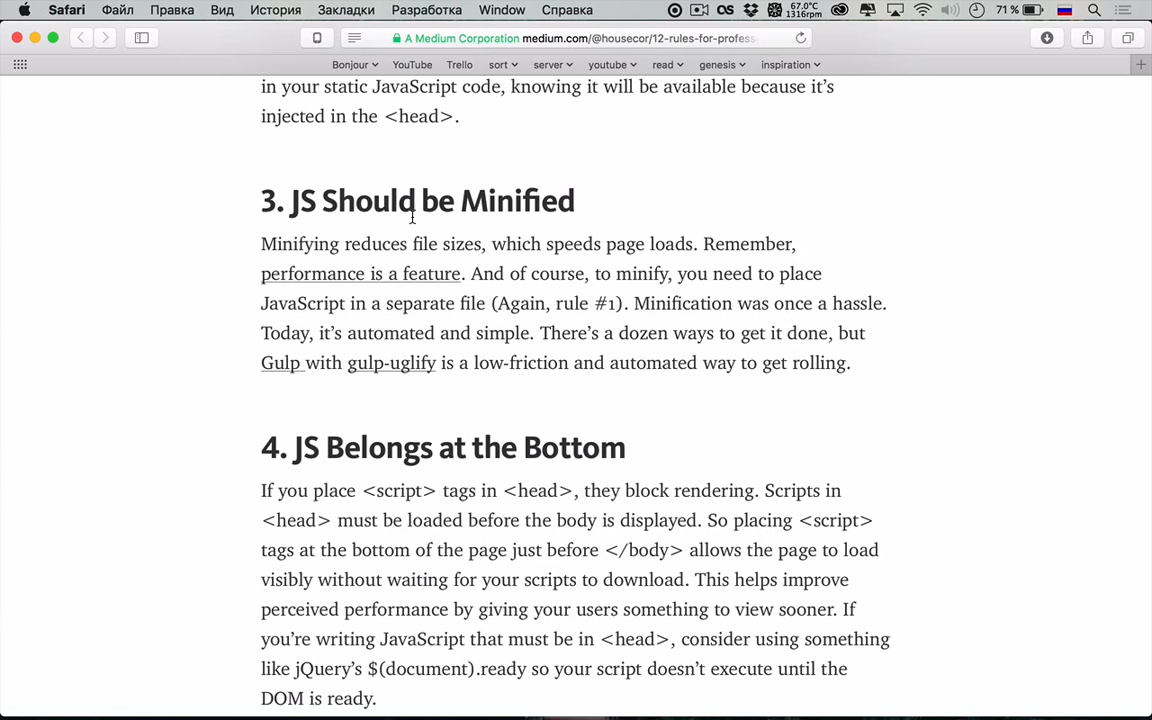 Safari Файл Правка Вид История Закладки Разработка Window Справка 67.0°C 1316rpm 71 %
A Medium Corporation medium.com/@housecor/12-rules-for-profess
Bonjour YouTube Trello sort server youtube read genesis inspiration
in your static JavaScript code, knowing it will be available because it’s
injected in the <head>.
3. JS Should be Minified
Minifying reduces file sizes, which speeds page loads. Remember,
performance is a feature. And of course, to minify, you need to place
JavaScript in a separate file (Again, rule #1). Minification was once a hassle.
Today, it’s automated and simple. There’s a dozen ways to get it done, but
Gulp with gulp-uglify is a low-friction and automated way to get rolling.
4. JS Belongs at the Bottom
If you place <script> tags in <head>, they block rendering. Scripts in
<head> must be loaded before the body is displayed. So placing <script>
tags at the bottom of the page just before </body> allows the page to load
visibly without waiting for your scripts to download. This helps improve
perceived performance by giving your users something to view sooner. If
you’re writing JavaScript that must be in <head>, consider using something
like jQuery’s $(document).ready so your script doesn’t execute until the
DOM is ready.